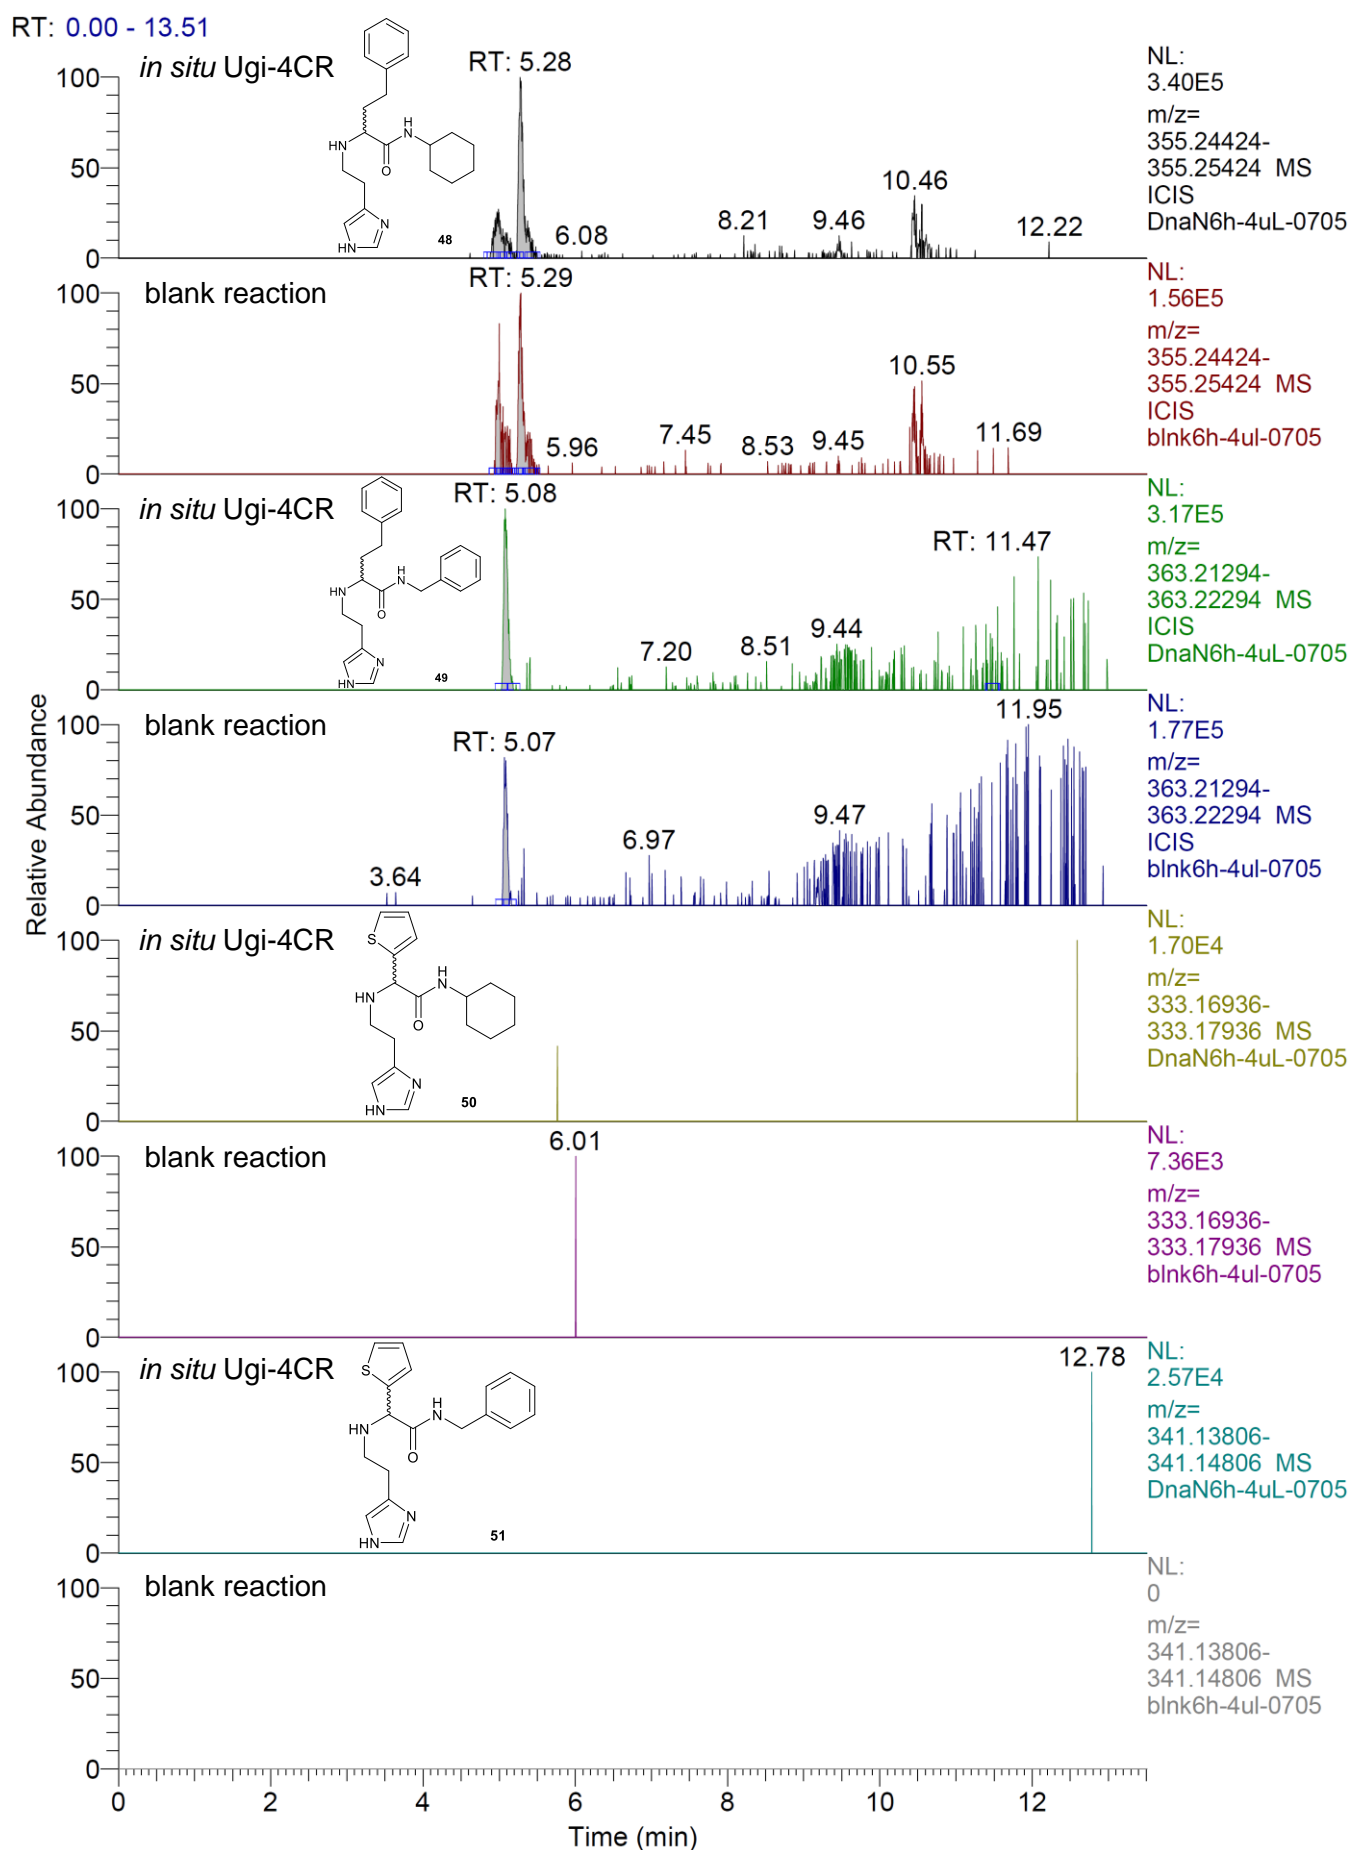 RT: 0.00 - 13.51
in situ Ugi-4CR
RT: 5.28
6.08
8.21
9.46
10.46
12.22
100
50
0
H
N
HN
O
N
HN
48
NL:
3.40E5
m/z=
355.24424-
355.25424 MS
ICIS
DnaN6h-4uL-0705
blank reaction
RT: 5.29
5.96
7.45
8.53
9.45
10.55
11.69
100
50
0
NL:
1.56E5
m/z=
355.24424-
355.25424 MS
ICIS
blnk6h-4ul-0705
in situ Ugi-4CR
RT: 5.08
7.20
8.51
9.44
RT: 11.47
100
50
0
H
N
HN
O
N
HN
49
NL:
3.17E5
m/z=
363.21294-
363.22294 MS
ICIS
DnaN6h-4uL-0705
blank reaction
3.64
RT: 5.07
6.97
9.47
11.95
100
50
0
NL:
1.77E5
m/z=
363.21294-
363.22294 MS
ICIS
blnk6h-4ul-0705
Relative Abundance
in situ Ugi-4CR
100
50
0
S
H
N
HN
O
N
HN
50
NL:
1.70E4
m/z=
333.16936-
333.17936 MS
DnaN6h-4uL-0705
blank reaction
6.01
100
50
0
NL:
7.36E3
m/z=
333.16936-
333.17936 MS
blnk6h-4ul-0705
in situ Ugi-4CR
12.78
100
50
0
S
H
N
HN
O
N
HN
51
NL:
2.57E4
m/z=
341.13806-
341.14806 MS
DnaN6h-4uL-0705
blank reaction
100
50
0
NL:
0
m/z=
341.13806-
341.14806 MS
blnk6h-4ul-0705
0 2 4 6 8 10 12
Time (min)